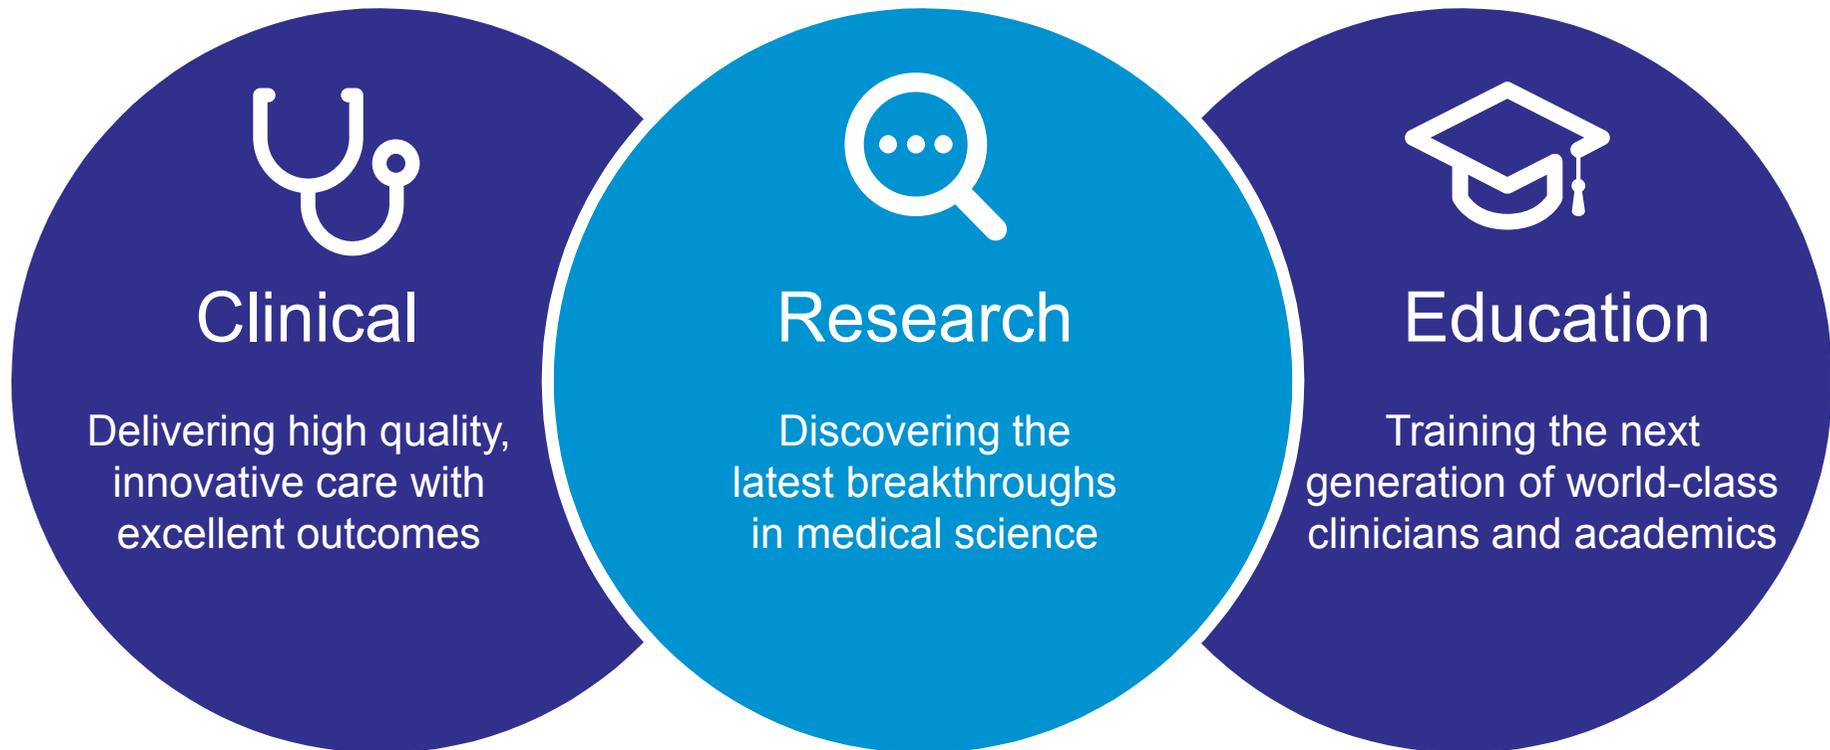 Clinical
Delivering high quality,
innovative care with
excellent outcomes
Research
Discovering the
latest breakthroughs
in medical science
Education
Training the next
generation of world-class
clinicians and academics